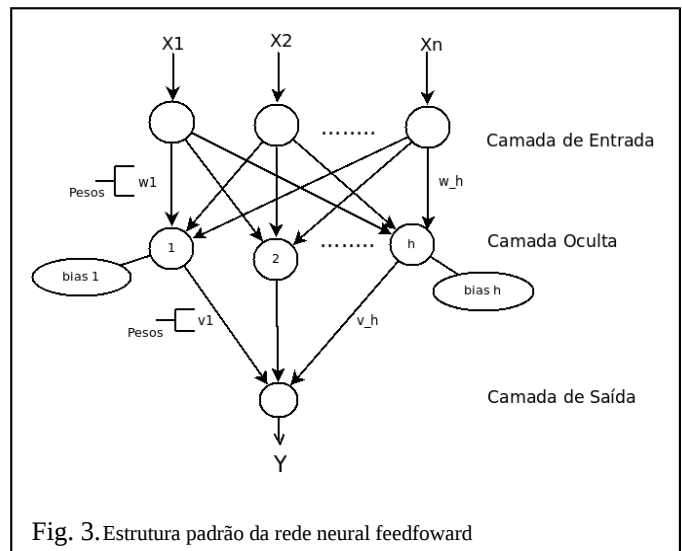 X1 X2 Xn
........
Camada de Entrada
Pesos w1 w_h
1 2 ........ h
Camada Oculta
bias 1 bias h
Pesos v1 v_h
Camada de Saída
Y
Fig. 3. Estrutura padrão da rede neural feedfoward